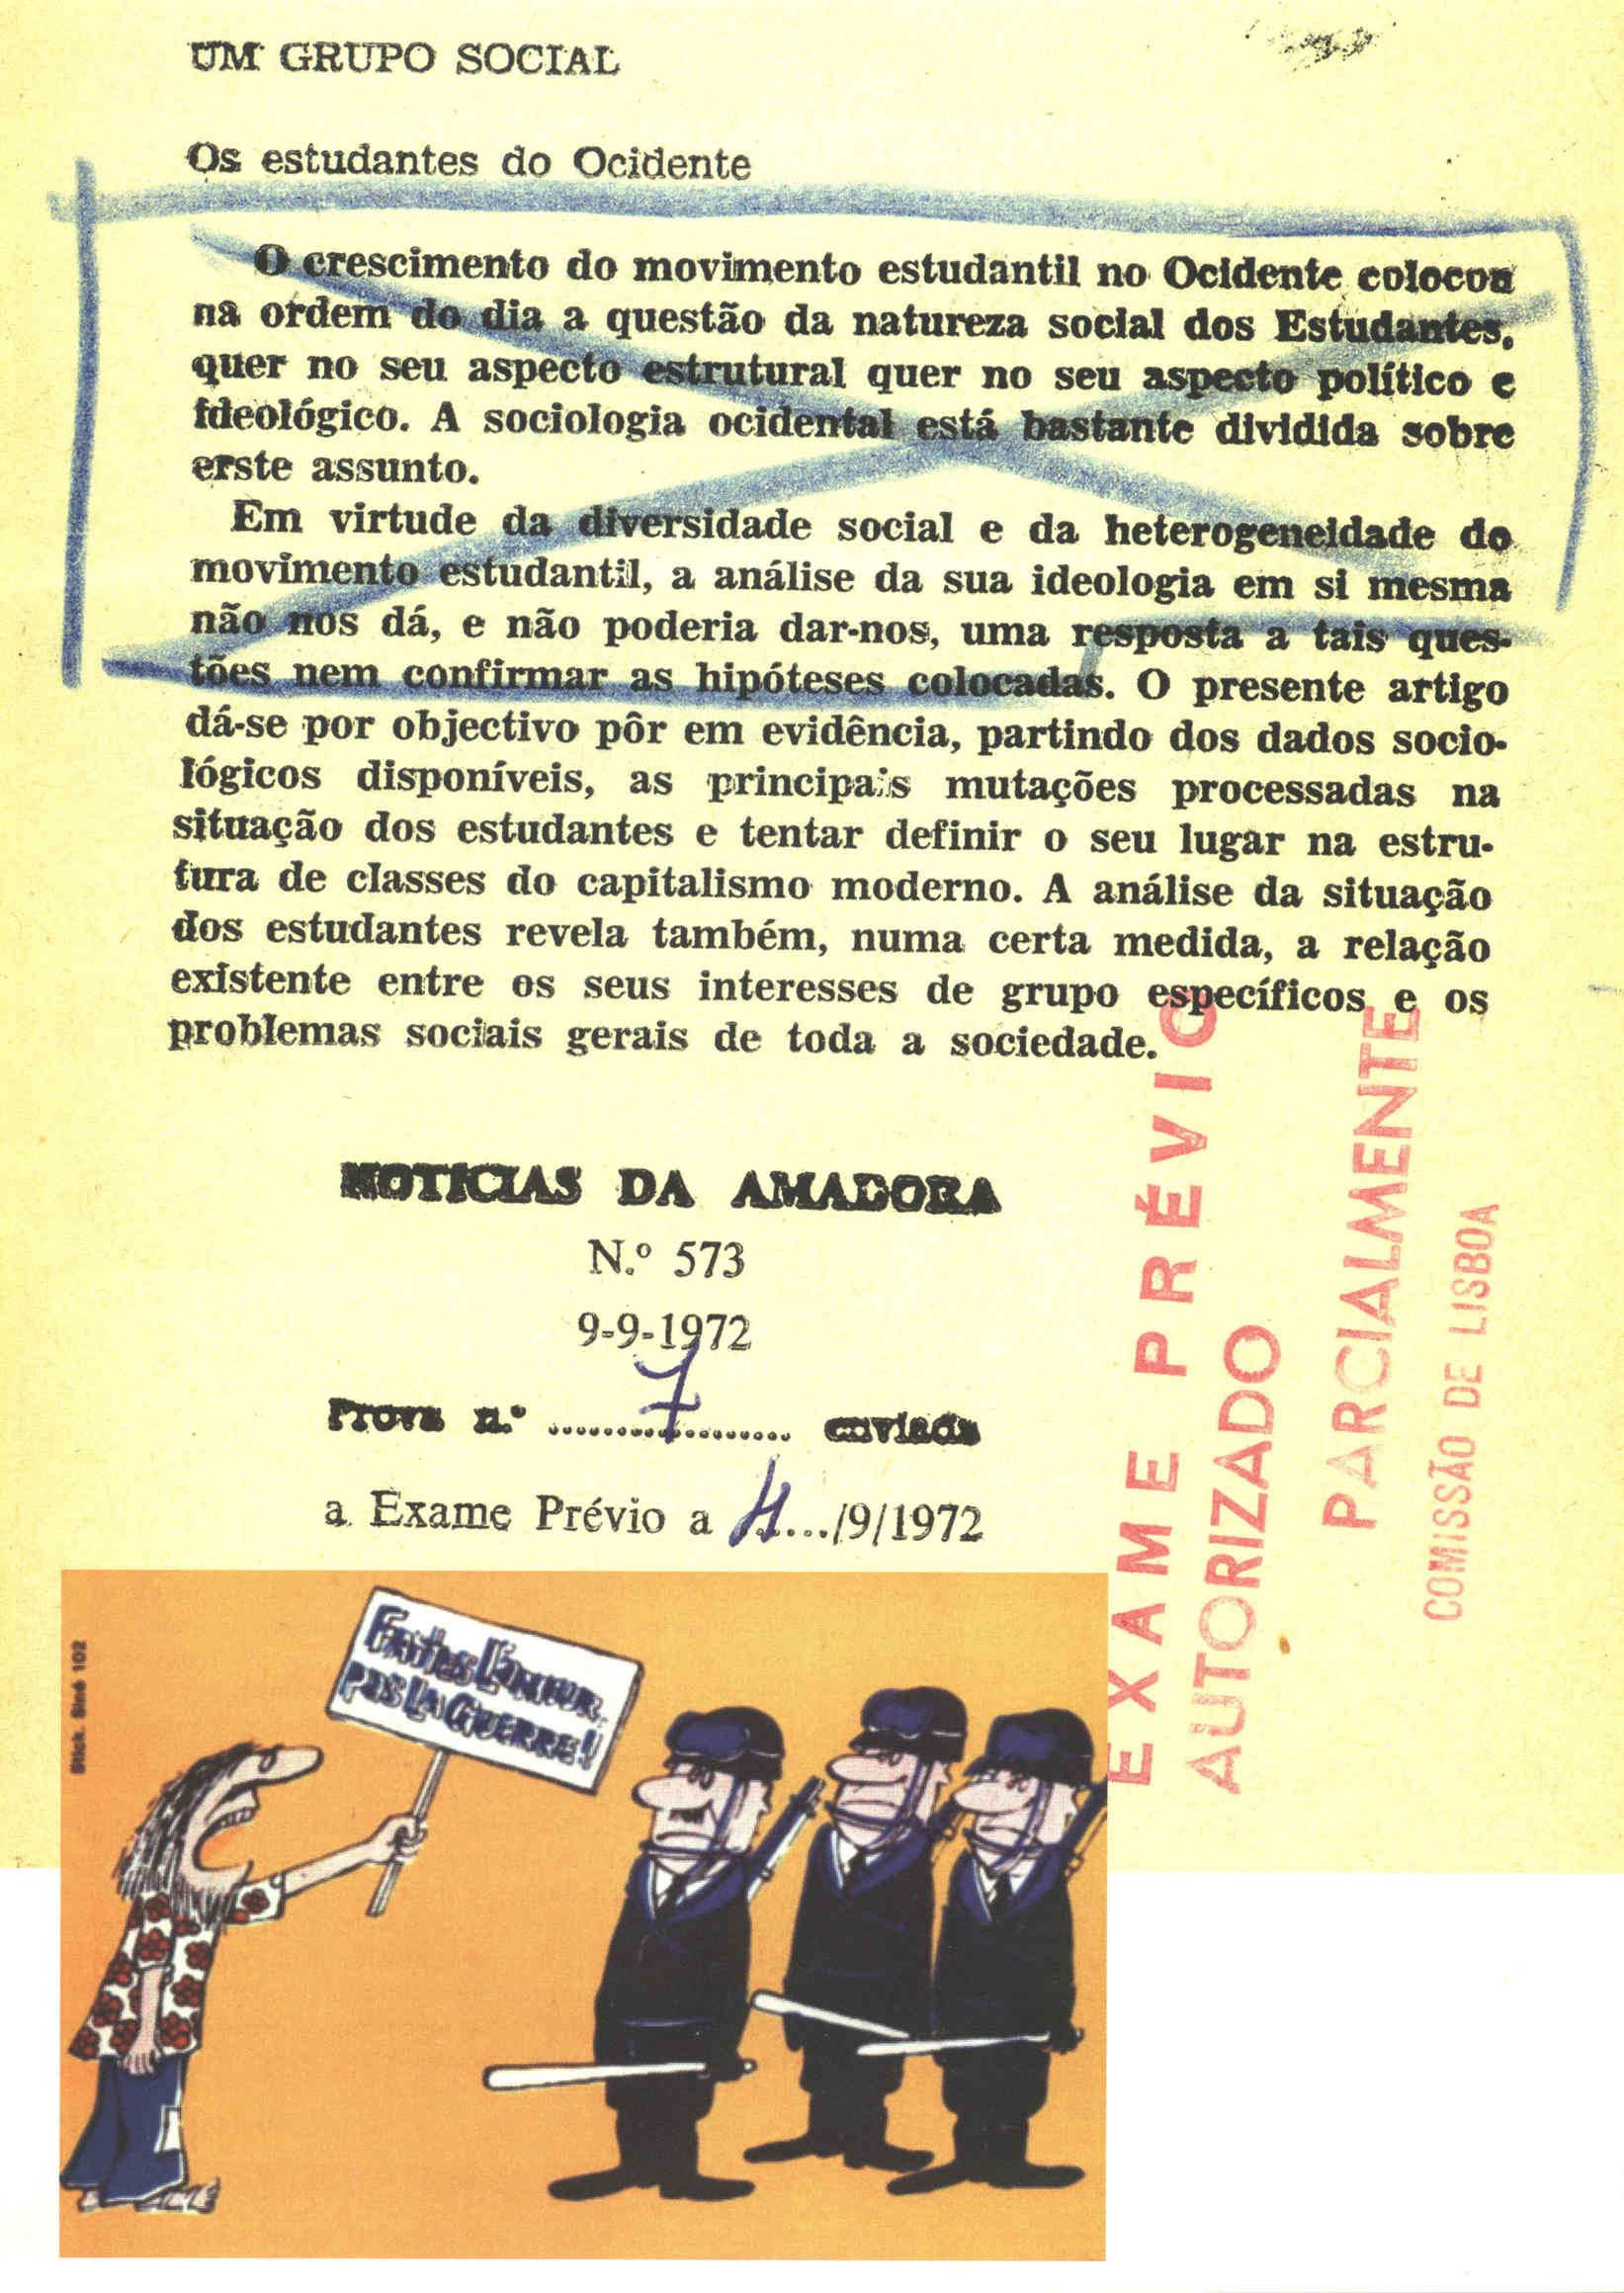 UM GRUPO SOCIAL
Os estudantes do Ocidente
O crescimento do movimento estudantil no Ocidente colocou
na ordem do dia a questão da natureza social dos Estudantes,
quer no seu aspecto estrutural quer no seu aspecto político e
ideológico. A sociologia ocidental está bastante dividida sobre
erste assunto.
Em virtude da diversidade social e da heterogeneidade do
movimento estudantil, a análise da sua ideologia em si mesma
não nos dá, e não poderia dar-nos, uma resposta a tais ques-
tões nem confirmar as hipóteses colocadas. O presente artigo
dá-se por objectivo pôr em evidência, partindo dos dados socio-
lógicos disponíveis, as principais mutações processadas na
situação dos estudantes e tentar definir o seu lugar na estru-
tura de classes do capitalismo moderno. A análise da situação
dos estudantes revela também, numa certa medida, a relação
existente entre os seus interesses de grupo específicos e os
problemas sociais gerais de toda a sociedade.
NOTICIAS DA AMADORA
N.º 573
9-9-1972
Prova n.º ......7...... enviada
a Exame Prévio a 4.../9/1972
EXAME PRÉVIO
AUTORIZADO
PARCIALMENTE
COMISSÃO DE LISBOA
Stick. Siné 102
FAITES L'AMOUR
PAS LA GUERRE!